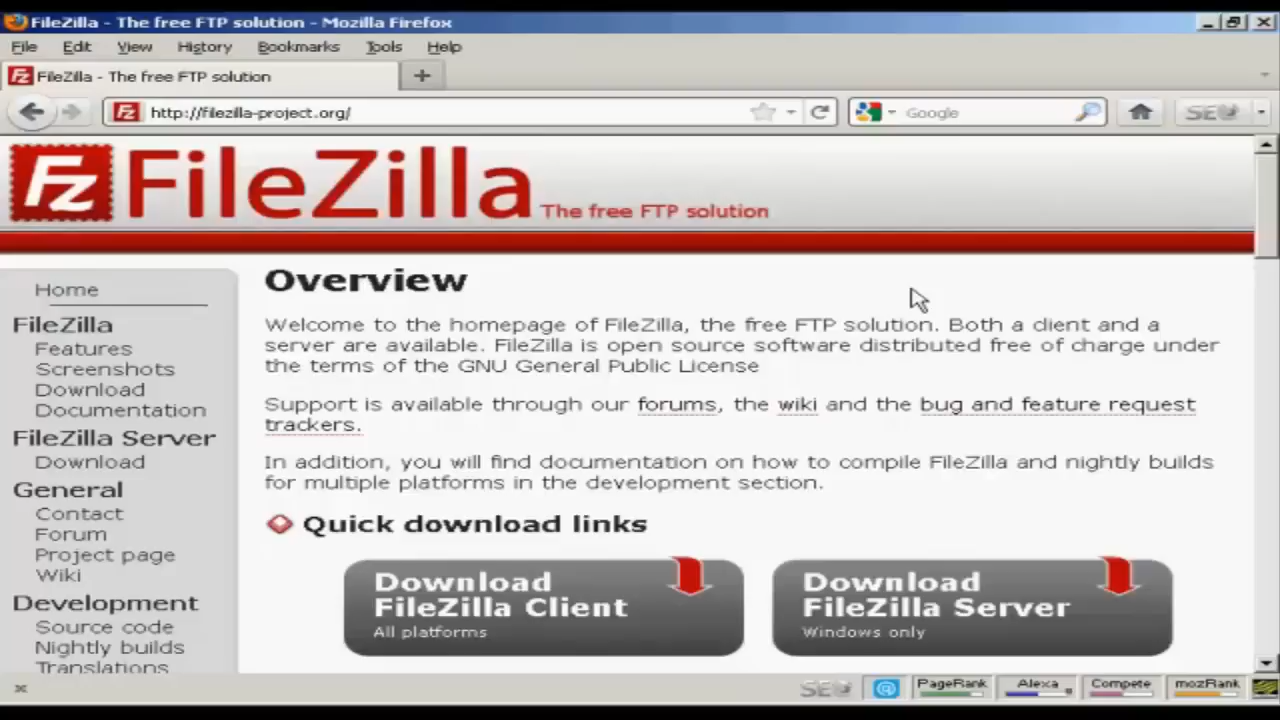 FileZilla - The free FTP solution - Mozilla Firefox
File Edit View History Bookmarks Tools Help
FileZilla - The free FTP solution
http://filezilla-project.org/
Google
Fz FileZilla The free FTP solution
Home
FileZilla
Features
Screenshots
Download
Documentation
FileZilla Server
Download
General
Contact
Forum
Project page
Wiki
Development
Source code
Nightly builds
Translations
Overview
Welcome to the homepage of FileZilla, the free FTP solution. Both a client and a
server are available. FileZilla is open source software distributed free of charge under
the terms of the GNU General Public License
Support is available through our forums, the wiki and the bug and feature request
trackers.
In addition, you will find documentation on how to compile FileZilla and nightly builds
for multiple platforms in the development section.
Quick download links
Download
FileZilla Client
All platforms
Download
FileZilla Server
Windows only
PageRank Alexa Compete mozRank